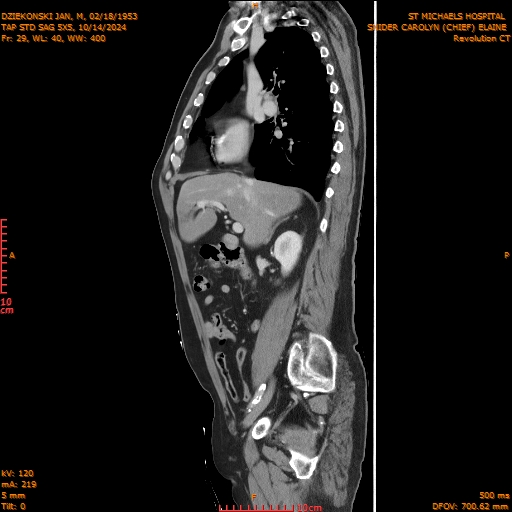 DZIEKONSKI JAN, M, 02/18/1953
TAP STD SAG 5X5, 10/14/2024
Fr: 29, WL: 40, WW: 400
ST MICHAELS HOSPITAL
SNIDER CAROLYN (CHIEF) ELAINE
Revolution CT
A
P
10
cm
kV: 120
mA: 219
5 mm
Tilt: 0
F
10cm
500 ms
DFOV: 700.62 mm